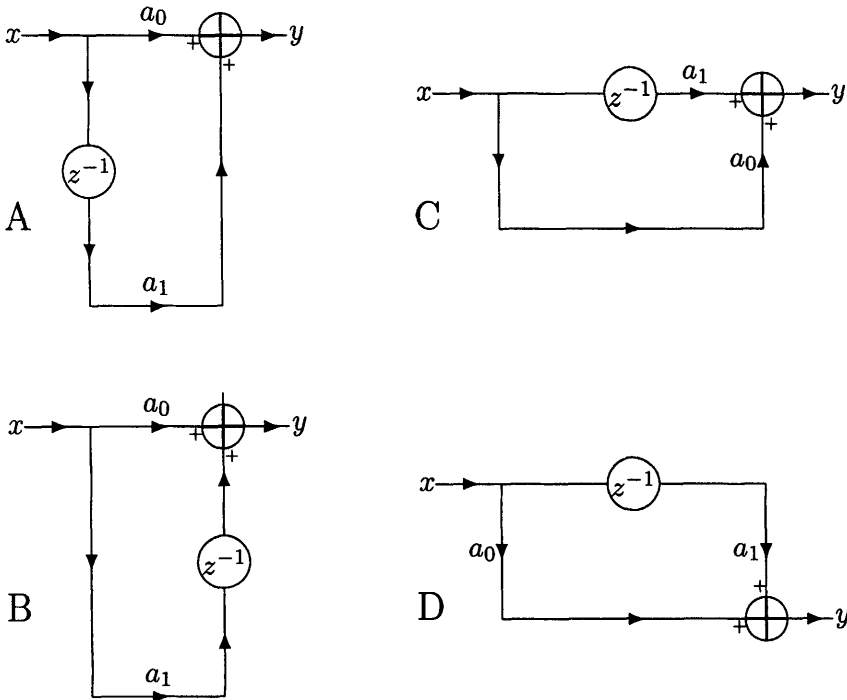 x a₀ y
+
+
z⁻¹
A
a₁
x z⁻¹ a₁ y
+
+
a₀
C
x a₀ y
+
+
z⁻¹
B
a₁
x z⁻¹
a₀ a₁
+
D
+ y